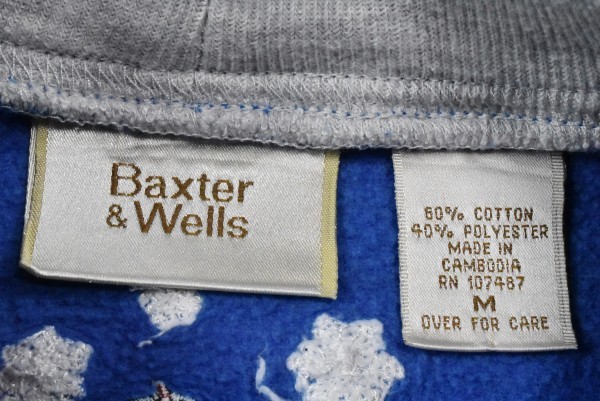 Baxter
& Wells
60% COTTON
40% POLYESTER
MADE IN
CAMBODIA
RN 107487
M
OVER FOR CARE